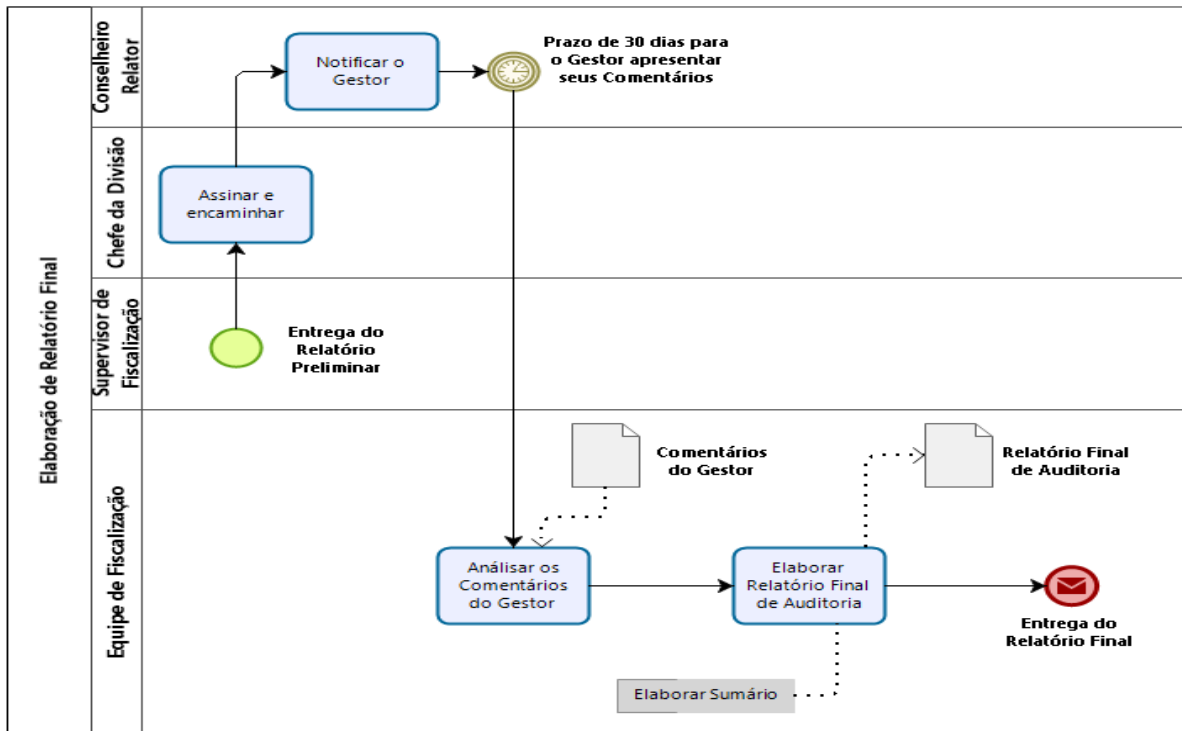 Elaboração de Relatório Final
Conselheiro
Relator
Notificar o
Gestor
Prazo de 30 dias para
o Gestor apresentar
seus Comentários
Chefe da Divisão
Assinar e
encaminhar
Supervisor de
Fiscalização
Entrega do
Relatório
Preliminar
Equipe de Fiscalização
Comentários
do Gestor
Relatório Final
de Auditoria
Análisar os
Comentários
do Gestor
Elaborar
Relatório Final
de Auditoria
Entrega do
Relatório Final
Elaborar Sumário